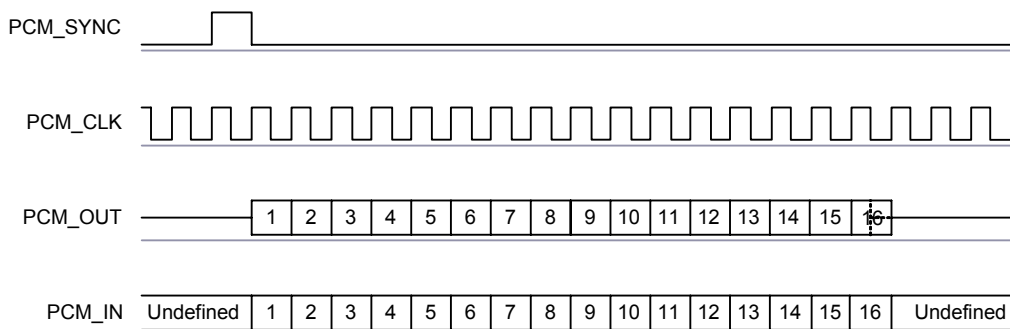 PCM_SYNC
PCM_CLK
PCM_OUT 1 2 3 4 5 6 7 8 9 10 11 12 13 14 15 16
PCM_IN Undefined 1 2 3 4 5 6 7 8 9 10 11 12 13 14 15 16 Undefined